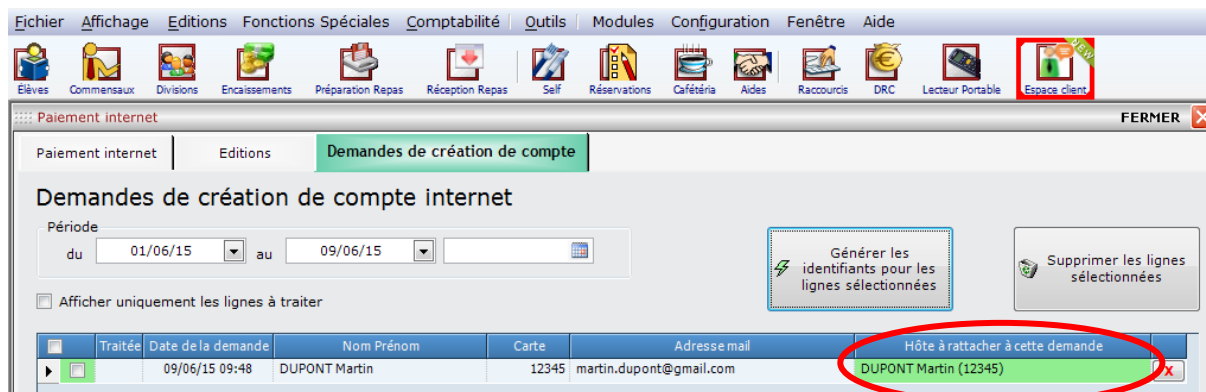 Fichier Affichage Editions Fonctions Spéciales Comptabilité Outils Modules Configuration Fenêtre Aide
NEW
Elèves Commensaux Divisions Encaissements Préparation Repas Réception Repas Self Réservations Cafétéria Aides Raccourcis DRC Lecteur Portable Espace client
Paiement internet FERMER
Paiement internet Editions Demandes de création de compte
Demandes de création de compte internet
Période
du 01/06/15 au 09/06/15
Générer les
identifiants pour les
lignes sélectionnées
Supprimer les lignes
sélectionnées
Afficher uniquement les lignes à traiter
Traitée Date de la demande Nom Prénom Carte Adresse mail Hôte à rattacher à cette demande
09/06/15 09:48 DUPONT Martin 12345 martin.dupont@gmail.com DUPONT Martin (12345) X